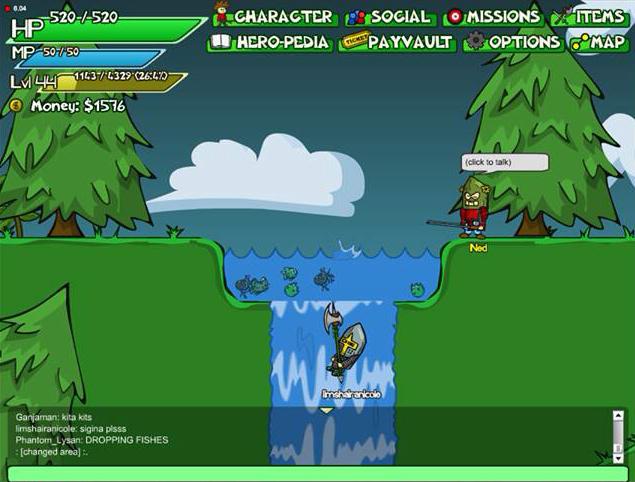 6.04
HP 520 / 520
MP 50 / 50
Lvl 44 1143 / 4329 (26.4%)
Money: $1576
CHARACTER SOCIAL MISSIONS ITEMS
HERO-PEDIA TICKET PAYVAULT OPTIONS MAP
(click to talk)
Ned
limshairanicole
Ganjaman: kita kits
limshairanicole: sigina plsss
Phantom_Lysan: DROPPING FISHES
: [changed area] :.